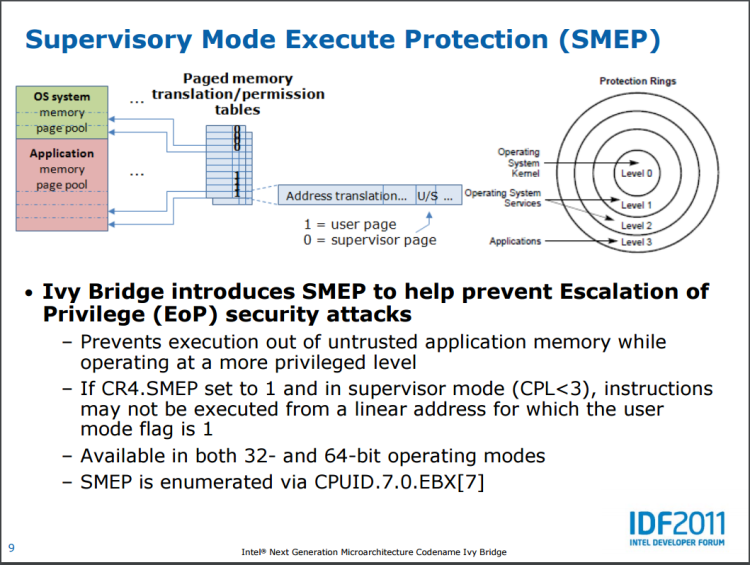 Supervisory Mode Execute Protection (SMEP)
Paged memory
translation/permission
tables
OS system
memory
page pool
...
Application
memory
page pool
...
0
0
0
1
1
1
Address translation... U/S ...
1 = user page
0 = supervisor page
Protection Rings
Operating
System
Kernel
Level 0
Operating System
Services
Level 1
Level 2
Applications
Level 3
• Ivy Bridge introduces SMEP to help prevent Escalation of
Privilege (EoP) security attacks
– Prevents execution out of untrusted application memory while
operating at a more privileged level
– If CR4.SMEP set to 1 and in supervisor mode (CPL<3), instructions
may not be executed from a linear address for which the user
mode flag is 1
– Available in both 32- and 64-bit operating modes
– SMEP is enumerated via CPUID.7.0.EBX[7]
IDF2011
INTEL DEVELOPER FORUM
9
Intel® Next Generation Microarchitecture Codename Ivy Bridge